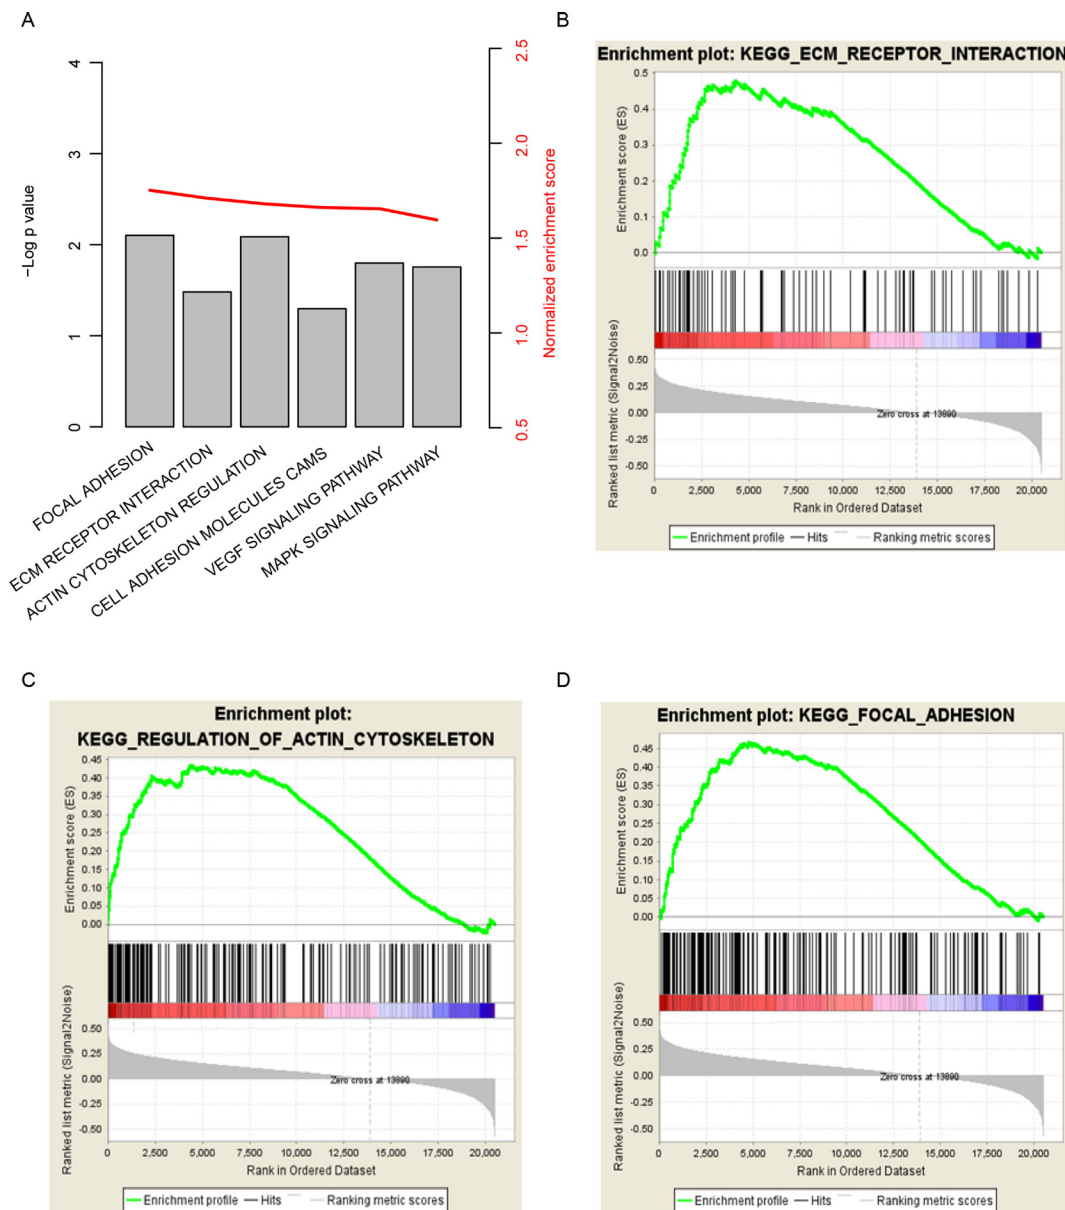 A
−Log p value
4
3
2
1
0
2.5
2.0
1.5
1.0
0.5
Normalized enrichment score
FOCAL ADHESION
ECM RECEPTOR INTERACTION
ACTIN CYTOSKELETON REGULATION
CELL ADHESION MOLECULES CAMS
VEGF SIGNALING PATHWAY
MAPK SIGNALING PATHWAY
B
Enrichment plot: KEGG_ECM_RECEPTOR_INTERACTION
Enrichment score (ES)
0.5
0.4
0.3
0.2
0.1
0.0
Ranked list metric (Signal2Noise)
0.50
0.25
0.00
-0.25
-0.50
Zero cross at 13890
0 2,500 5,000 7,500 10,000 12,500 15,000 17,500 20,000
Rank in Ordered Dataset
Enrichment profile Hits Ranking metric scores
C
Enrichment plot:
KEGG_REGULATION_OF_ACTIN_CYTOSKELETON
Enrichment score (ES)
0.45
0.40
0.35
0.30
0.25
0.20
0.15
0.10
0.05
0.00
Ranked list metric (Signal2Noise)
0.50
0.25
0.00
-0.25
-0.50
Zero cross at 13890
0 2,500 5,000 7,500 10,000 12,500 15,000 17,500 20,000
Rank in Ordered Dataset
Enrichment profile Hits Ranking metric scores
D
Enrichment plot: KEGG_FOCAL_ADHESION
Enrichment score (ES)
0.45
0.40
0.35
0.30
0.25
0.20
0.15
0.10
0.05
0.00
Ranked list metric (Signal2Noise)
0.50
0.25
0.00
-0.25
-0.50
Zero cross at 13890
0 2,500 5,000 7,500 10,000 12,500 15,000 17,500 20,000
Rank in Ordered Dataset
Enrichment profile Hits Ranking metric scores